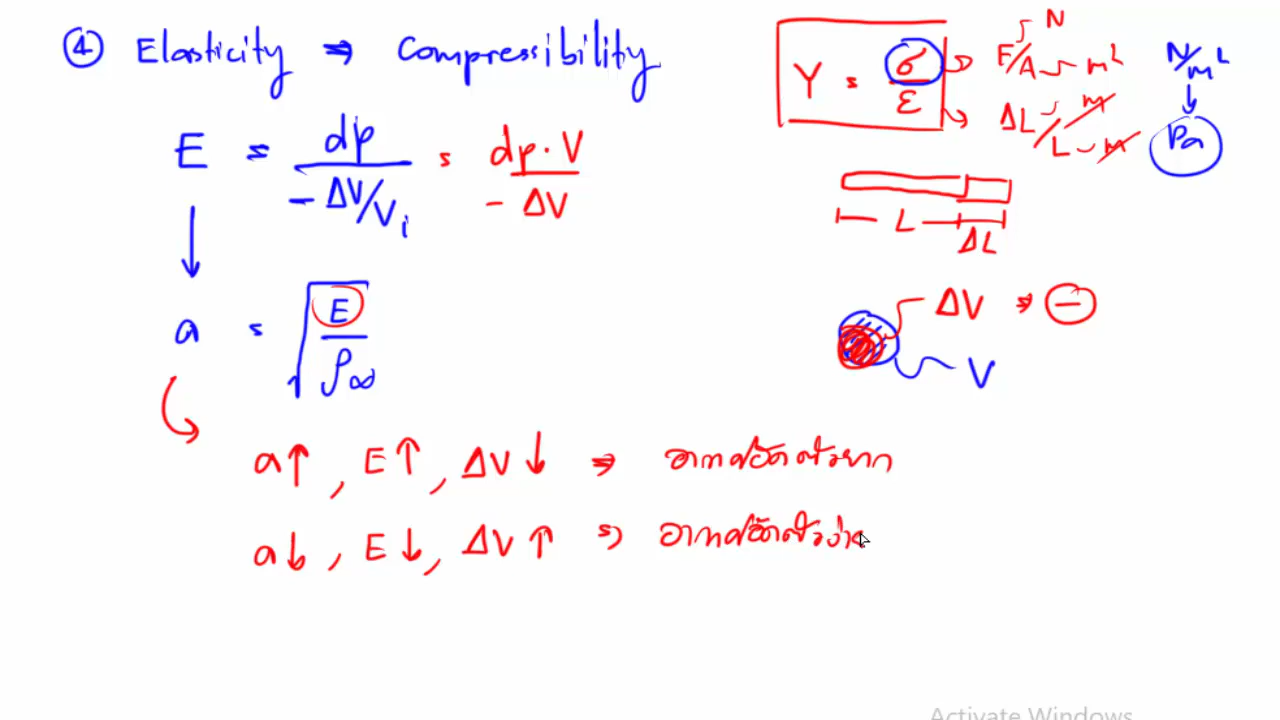 ④ Elasticity ⇒ Compressibility
E = dp / (-ΔV/Vᵢ) = dp·V / -ΔV
a = √(E/ρ∞)
a↑, E↑, ΔV↓ ⇒ อากาศอัดตัวยาก
a↓, E↓, ΔV↑ ⇒ อากาศอัดตัวง่าย
Y = σ/ε
F/A N m²
ΔL/L m m
N/m²
↓
Pa
L ΔL
ΔV ⇒ ⊖
V
Activate Windows